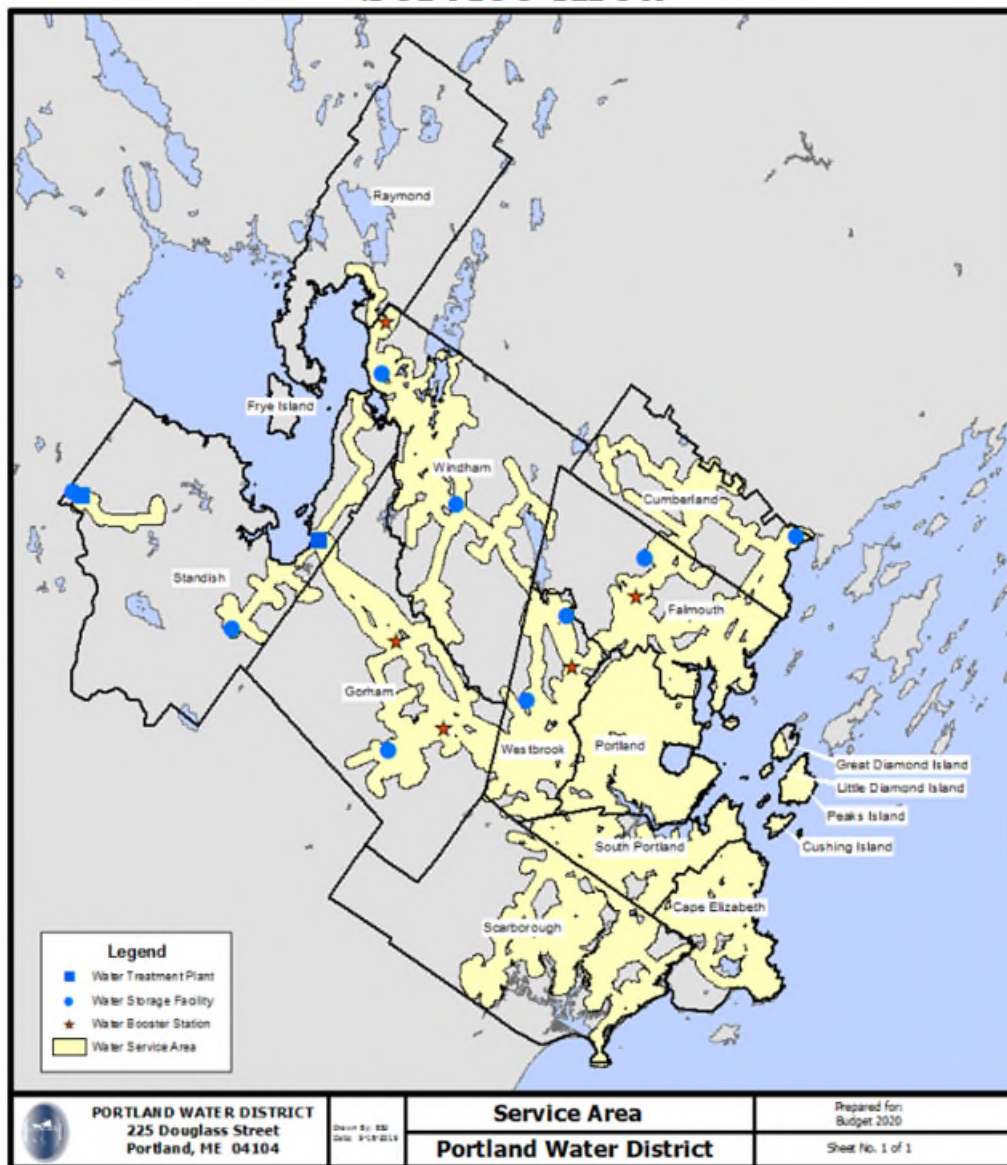 Raymond
Frye Island
Windham
Cumberland
Standish
Falmouth
Gorham
Westbrook
Portland
Great Diamond Island
Little Diamond Island
Peaks Island
Cushing Island
South Portland
Cape Elizabeth
Scarborough
Legend
Water Treatment Plant
Water Storage Facility
Water Booster Station
Water Service Area
PORTLAND WATER DISTRICT
225 Douglass Street
Portland, ME 04104
Drawn By:
Date:
Service Area
Portland Water District
Prepared for:
Budget 2020
Sheet No. 1 of 1